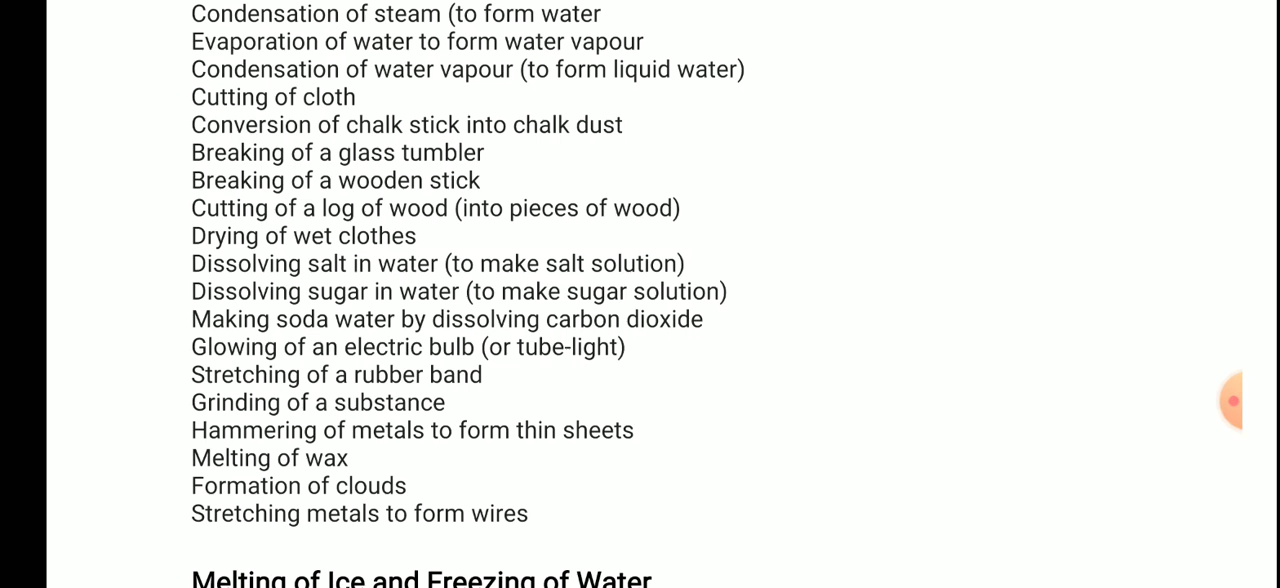 Condensation of steam (to form water
Evaporation of water to form water vapour
Condensation of water vapour (to form liquid water)
Cutting of cloth
Conversion of chalk stick into chalk dust
Breaking of a glass tumbler
Breaking of a wooden stick
Cutting of a log of wood (into pieces of wood)
Drying of wet clothes
Dissolving salt in water (to make salt solution)
Dissolving sugar in water (to make sugar solution)
Making soda water by dissolving carbon dioxide
Glowing of an electric bulb (or tube-light)
Stretching of a rubber band
Grinding of a substance
Hammering of metals to form thin sheets
Melting of wax
Formation of clouds
Stretching metals to form wires
Melting of Ice and Freezing of Water